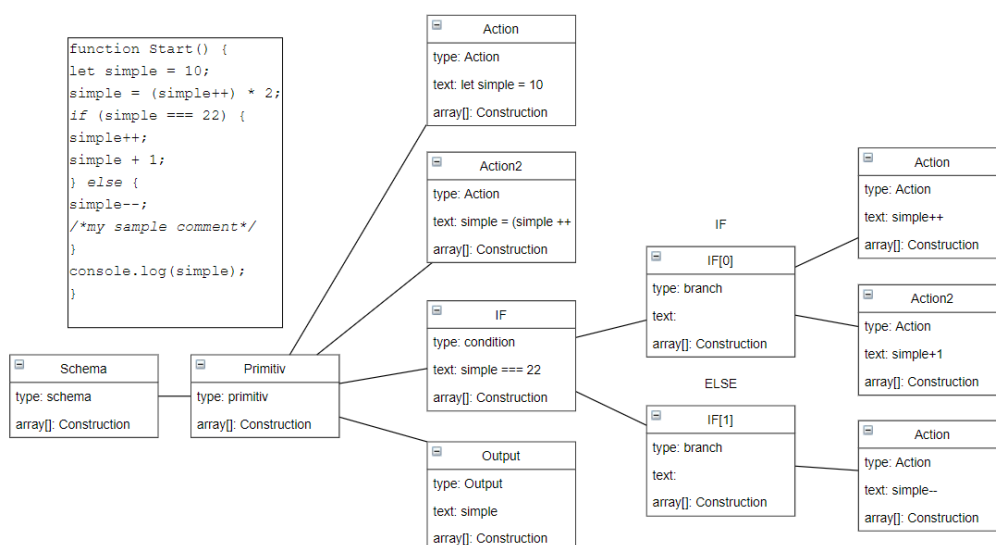 function Start() {
let simple = 10;
simple = (simple++) * 2;
if (simple === 22) {
simple++;
simple + 1;
} else {
simple--;
/*my sample comment*/
}
console.log(simple);
}
Schema
type: schema
array[]: Construction
Primitiv
type: primitiv
array[]: Construction
Action
type: Action
text: let simple = 10
array[]: Construction
Action2
type: Action
text: simple = (simple ++
array[]: Construction
IF
type: condition
text: simple === 22
array[]: Construction
Output
type: Output
text: simple
array[]: Construction
IF
IF[0]
type: branch
text:
array[]: Construction
ELSE
IF[1]
type: branch
text:
array[]: Construction
Action
type: Action
text: simple++
array[]: Construction
Action2
type: Action
text: simple+1
array[]: Construction
Action
type: Action
text: simple--
array[]: Construction